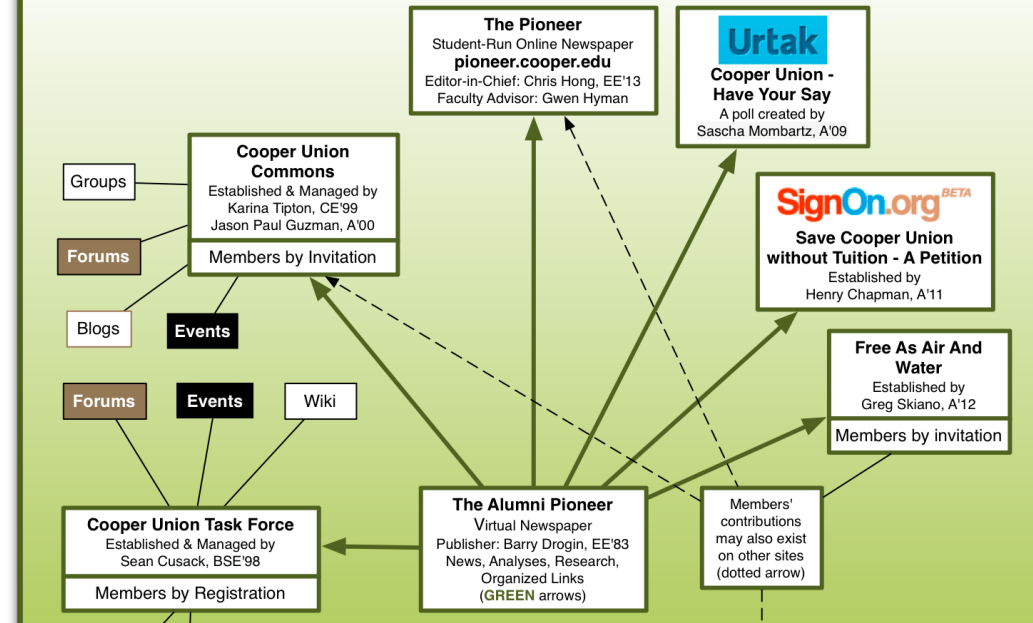 The Pioneer
Student-Run Online Newspaper
pioneer.cooper.edu
Editor-in-Chief: Chris Hong, EE'13
Faculty Advisor: Gwen Hyman
Urtak
Cooper Union -
Have Your Say
A poll created by
Sascha Mombartz, A'09
Cooper Union
Commons
Established & Managed by
Karina Tipton, CE'99
Jason Paul Guzman, A'00
Members by Invitation
Groups
Forums
Blogs
Events
SignOn.org BETA
Save Cooper Union
without Tuition - A Petition
Established by
Henry Chapman, A'11
Free As Air And
Water
Established by
Greg Skiano, A'12
Members by invitation
Forums
Events
Wiki
Cooper Union Task Force
Established & Managed by
Sean Cusack, BSE'98
Members by Registration
The Alumni Pioneer
Virtual Newspaper
Publisher: Barry Drogin, EE'83
News, Analyses, Research,
Organized Links
(GREEN arrows)
Members'
contributions
may also exist
on other sites
(dotted arrow)